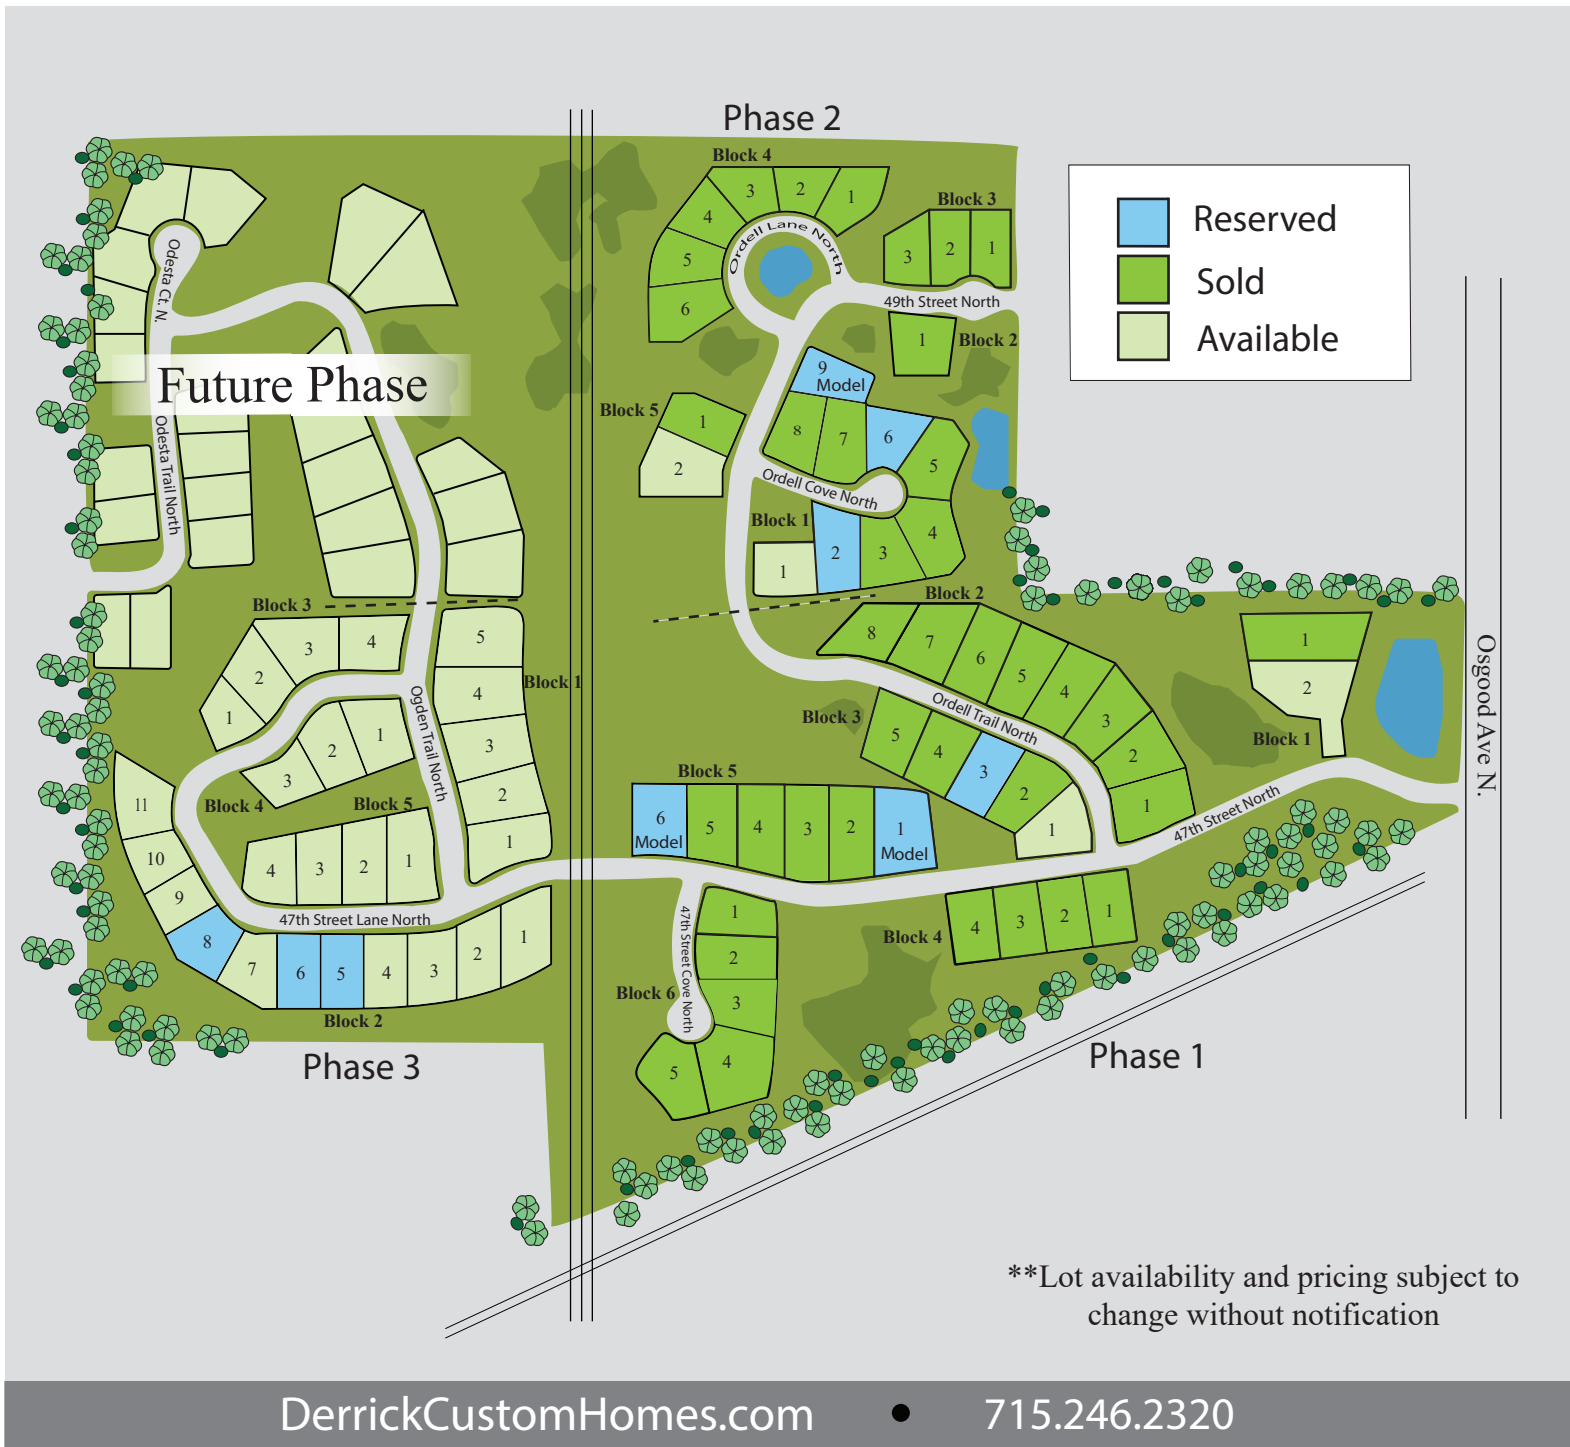 Phase 2
Block 4
3
2
1
4
5
6
Ordell Lane North
Block 3
3
2
1
49th Street North
1
Block 2
Reserved
Sold
Available
Odesta Ct. N.
Future Phase
Odesta Trail North
Block 5
1
2
9
Model
8
7
6
5
Ordell Cove North
Block 1
1
2
3
4
Block 3
1
2
3
4
5
4
3
2
1
Block 1
Ogden Trail North
Block 4
3
2
1
Block 5
4
3
2
1
47th Street Lane North
11
10
9
8
7
6
5
4
3
2
1
Block 2
Phase 3
Block 2
8
7
6
5
4
3
2
1
Ordell Trail North
Block 3
5
4
3
2
1
Block 1
1
2
Osgood Ave N.
47th Street North
Block 5
6
Model
5
4
3
2
1
Model
Block 4
4
3
2
1
47th Street Cove North
Block 6
1
2
3
4
5
Phase 1
**Lot availability and pricing subject to
change without notification
DerrickCustomHomes.com • 715.246.2320